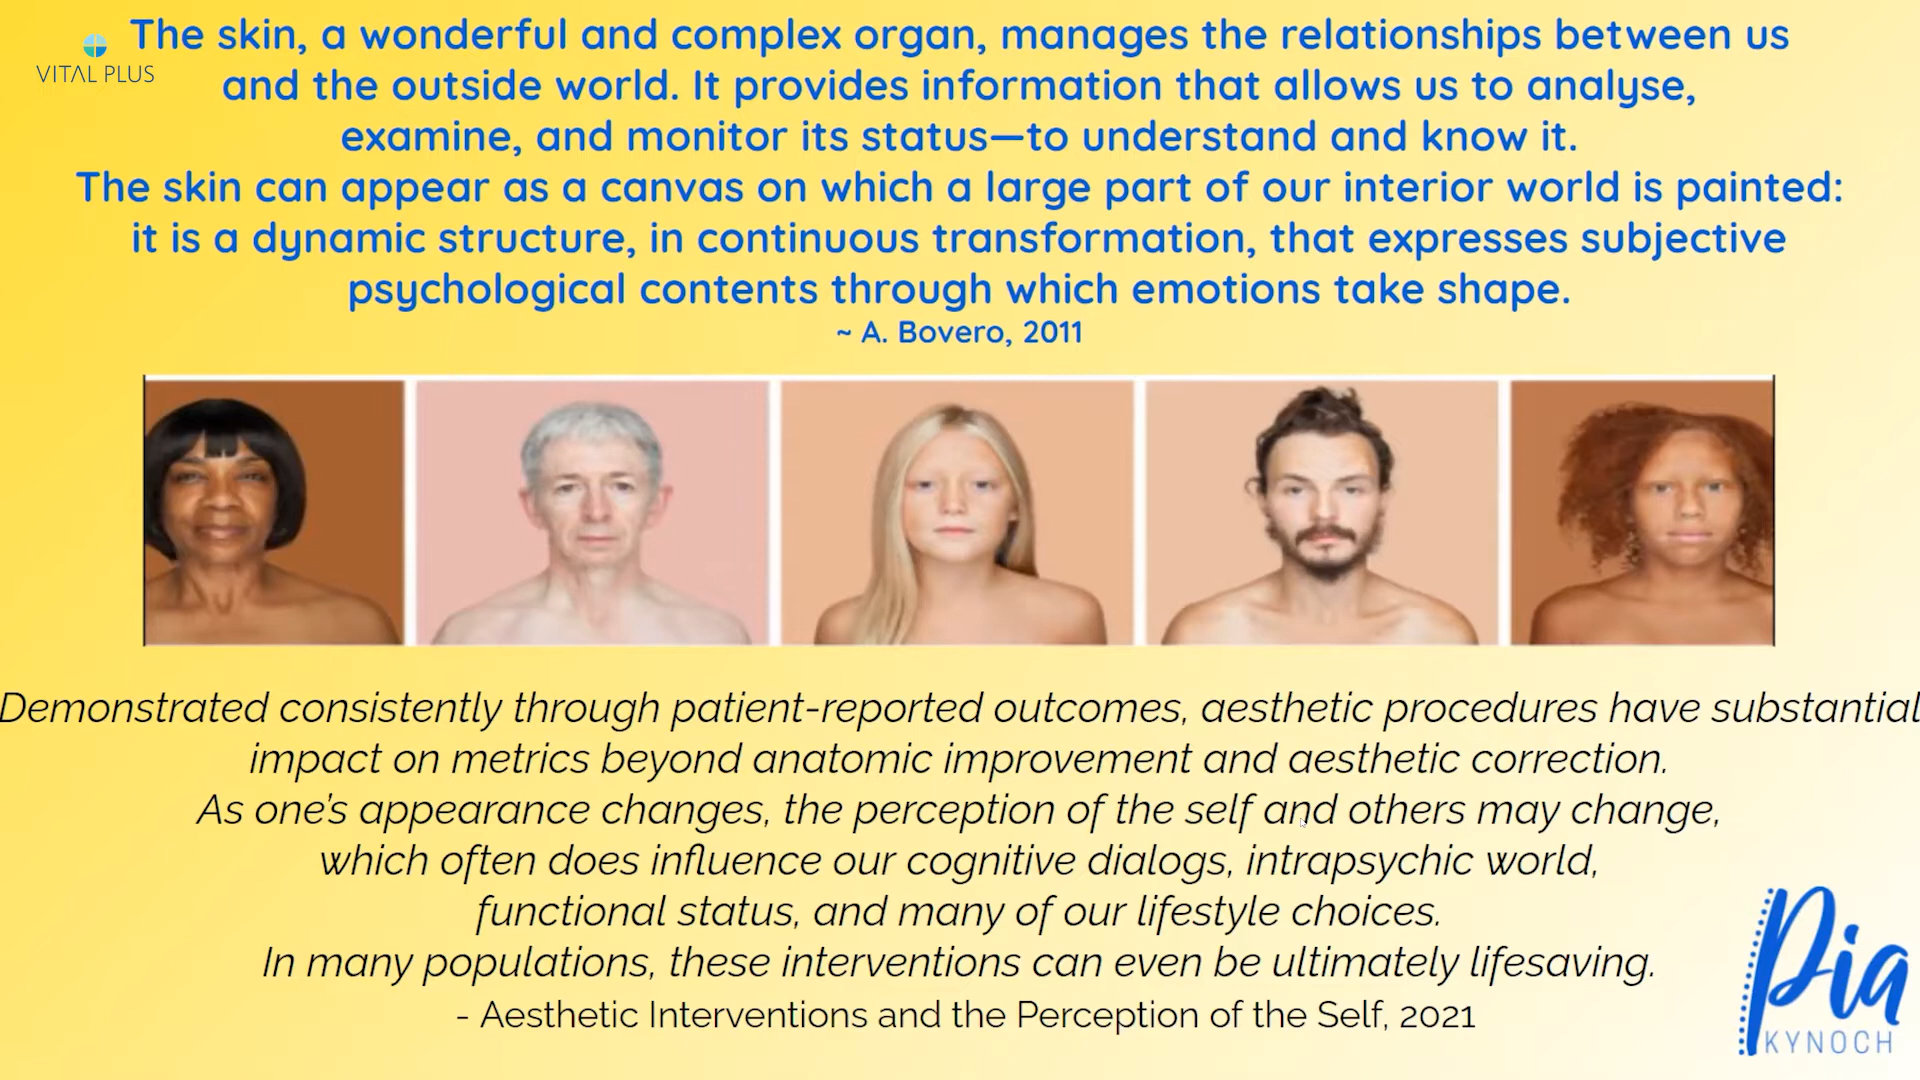 VITAL PLUS
The skin, a wonderful and complex organ, manages the relationships between us
and the outside world. It provides information that allows us to analyse,
examine, and monitor its status—to understand and know it.
The skin can appear as a canvas on which a large part of our interior world is painted:
it is a dynamic structure, in continuous transformation, that expresses subjective
psychological contents through which emotions take shape.
~ A. Bovero, 2011
Demonstrated consistently through patient-reported outcomes, aesthetic procedures have substantial
impact on metrics beyond anatomic improvement and aesthetic correction.
As one's appearance changes, the perception of the self and others may change,
which often does influence our cognitive dialogs, intrapsychic world,
functional status, and many of our lifestyle choices.
In many populations, these interventions can even be ultimately lifesaving.
- Aesthetic Interventions and the Perception of the Self, 2021
Pia
KYNOCH